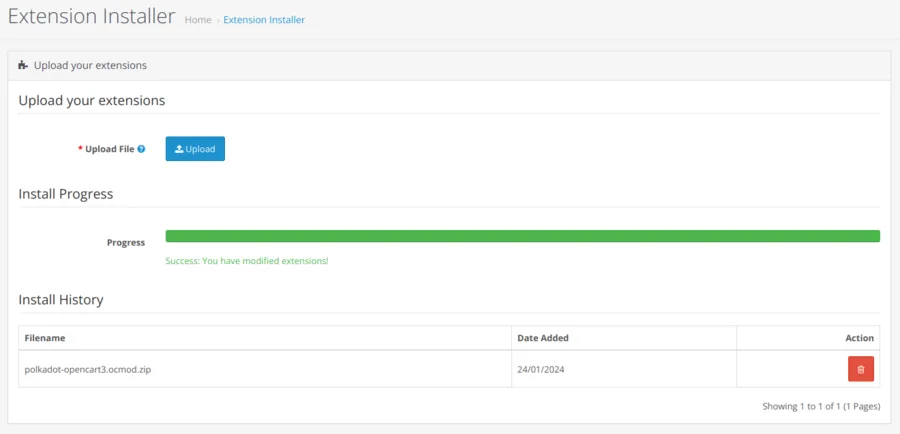 Extension Installer Home › Extension Installer
Upload your extensions
Upload your extensions
* Upload File
Upload
Install Progress
Progress
Success: You have modified extensions!
Install History
Filename Date Added Action
polkadot-opencart3.ocmod.zip 24/01/2024
Showing 1 to 1 of 1 (1 Pages)